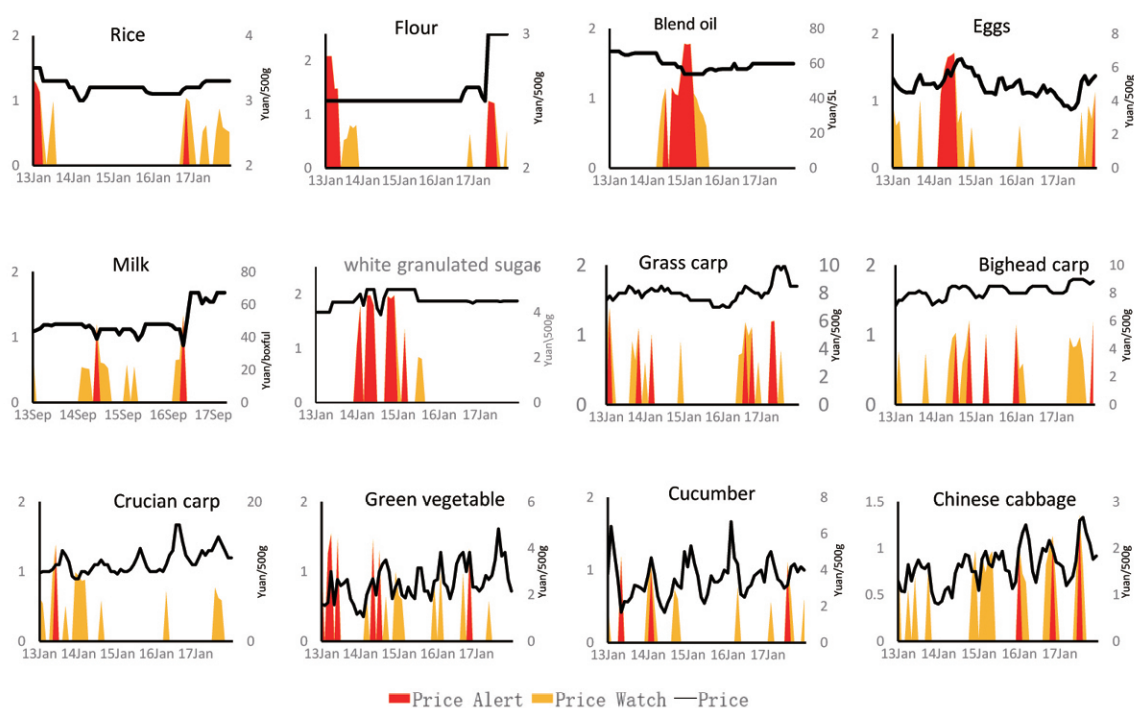 Rice
2
1
0
4
3
2
Yuan/500g
13Jan 14Jan 15Jan 16Jan 17Jan
Flour
2
1
0
3
2
Yuan/500g
13Jan 14Jan 15Jan 16Jan 17Jan
Blend oil
2
1
0
80
60
40
20
0
Yuan/5L
13Jan 14Jan 15Jan 16Jan 17Jan
Eggs
2
1
0
8
6
4
2
0
Yuan/500g
13Jan 14Jan 15Jan 16Jan 17Jan
Milk
2
1
0
80
60
40
20
0
Yuan/boxful
13Sep 14Sep 15Sep 16Sep 17Sep
white granulated sugar
2
1
0
6
4
2
0
Yuan\500g
13Jan 14Jan 15Jan 16Jan 17Jan
Grass carp
2
1
0
10
8
6
4
2
0
Yuan/500g
13Jan 14Jan 15Jan 16Jan 17Jan
Bighead carp
2
1
0
10
8
6
4
2
0
Yuan/500g
13Jan 14Jan 15Jan 16Jan 17Jan
Crucian carp
2
1
0
20
0
Yuan/500g
13Jan 14Jan 15Jan 16Jan 17Jan
Green vegetable
2
1
0
6
4
2
0
Yuan/500g
13Jan 14Jan 15Jan 16Jan 17Jan
Cucumber
2
1
0
8
6
4
2
0
Yuan/500g
13Jan 14Jan 15Jan 16Jan 17Jan
Chinese cabbage
1.5
1
0.5
0
3
2
1
0
Yuan/500g
13Jan 14Jan 15Jan 16Jan 17Jan
Price Alert Price Watch Price